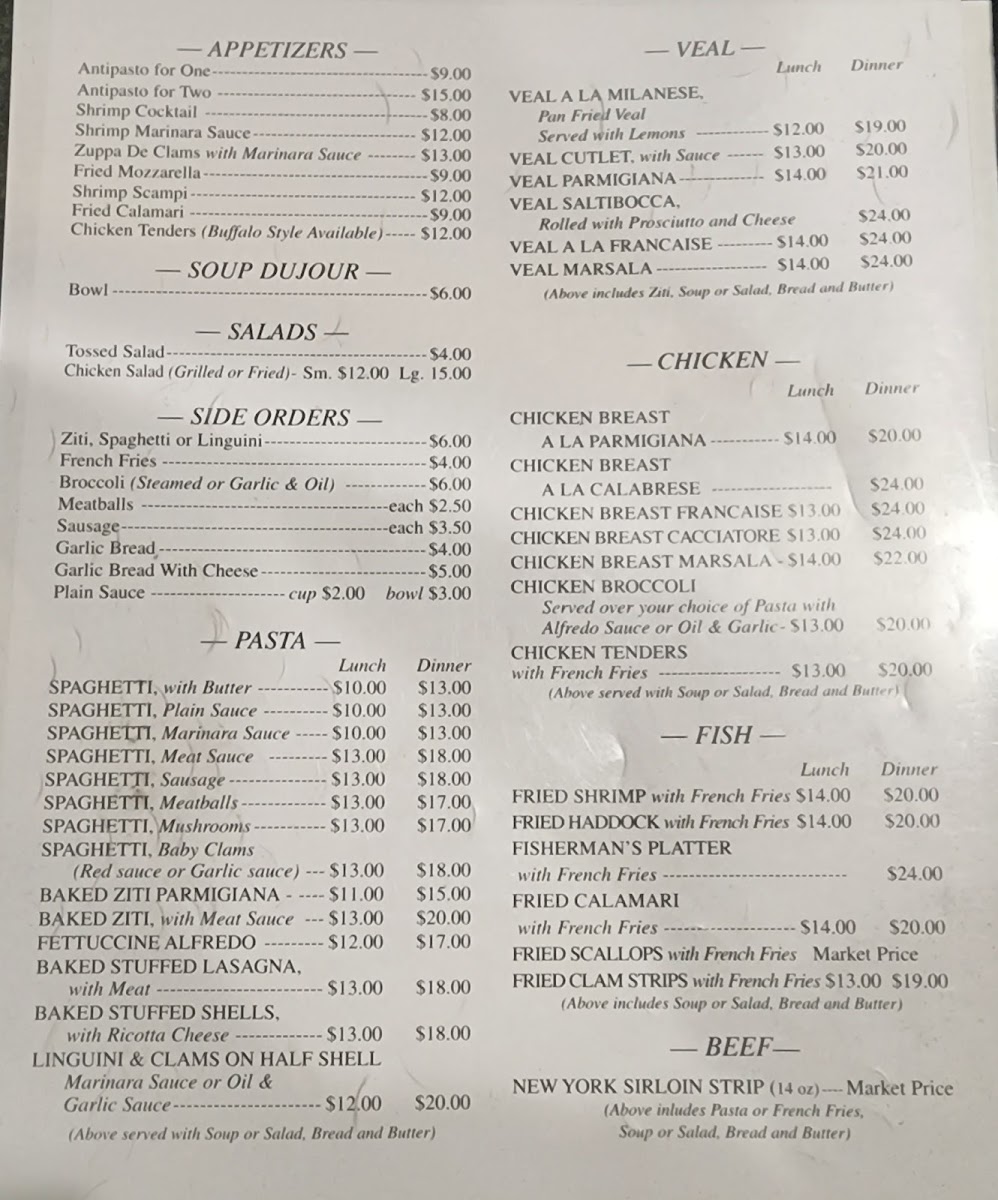 — APPETIZERS —
Antipasto for One --- $9.00
Antipasto for Two --- $15.00
Shrimp Cocktail --- $8.00
Shrimp Marinara Sauce --- $12.00
Zuppa De Clams with Marinara Sauce --- $13.00
Fried Mozzarella --- $9.00
Shrimp Scampi --- $12.00
Fried Calamari --- $9.00
Chicken Tenders (Buffalo Style Available) --- $12.00
— SOUP DUJOUR —
Bowl --- $6.00
— SALADS —
Tossed Salad --- $4.00
Chicken Salad (Grilled or Fried)- Sm. $12.00 Lg. 15.00
— SIDE ORDERS —
Ziti, Spaghetti or Linguini --- $6.00
French Fries --- $4.00
Broccoli (Steamed or Garlic & Oil) --- $6.00
Meatballs --- each $2.50
Sausage --- each $3.50
Garlic Bread --- $4.00
Garlic Bread With Cheese --- $5.00
Plain Sauce --- cup $2.00 bowl $3.00
— PASTA —
Lunch Dinner
SPAGHETTI, with Butter --- $10.00 $13.00
SPAGHETTI, Plain Sauce --- $10.00 $13.00
SPAGHETTI, Marinara Sauce --- $10.00 $13.00
SPAGHETTI, Meat Sauce --- $13.00 $18.00
SPAGHETTI, Sausage --- $13.00 $18.00
SPAGHETTI, Meatballs --- $13.00 $17.00
SPAGHETTI, Mushrooms --- $13.00 $17.00
SPAGHETTI, Baby Clams
(Red sauce or Garlic sauce) --- $13.00 $18.00
BAKED ZITI PARMIGIANA - ---- $11.00 $15.00
BAKED ZITI, with Meat Sauce --- $13.00 $20.00
FETTUCCINE ALFREDO --- $12.00 $17.00
BAKED STUFFED LASAGNA,
with Meat --- $13.00 $18.00
BAKED STUFFED SHELLS,
with Ricotta Cheese --- $13.00 $18.00
LINGUINI & CLAMS ON HALF SHELL
Marinara Sauce or Oil &
Garlic Sauce --- $12.00 $20.00
(Above served with Soup or Salad, Bread and Butter)
— VEAL —
Lunch Dinner
VEAL A LA MILANESE,
Pan Fried Veal
Served with Lemons --- $12.00 $19.00
VEAL CUTLET, with Sauce --- $13.00 $20.00
VEAL PARMIGIANA --- $14.00 $21.00
VEAL SALTIBOCCA,
Rolled with Prosciutto and Cheese $24.00
VEAL A LA FRANCAISE --- $14.00 $24.00
VEAL MARSALA --- $14.00 $24.00
(Above includes Ziti, Soup or Salad, Bread and Butter)
— CHICKEN —
Lunch Dinner
CHICKEN BREAST
A LA PARMIGIANA --- $14.00 $20.00
CHICKEN BREAST
A LA CALABRESE --- $24.00
CHICKEN BREAST FRANCAISE $13.00 $24.00
CHICKEN BREAST CACCIATORE $13.00 $24.00
CHICKEN BREAST MARSALA - $14.00 $22.00
CHICKEN BROCCOLI
Served over your choice of Pasta with
Alfredo Sauce or Oil & Garlic- $13.00 $20.00
CHICKEN TENDERS
with French Fries --- $13.00 $20.00
(Above served with Soup or Salad, Bread and Butter)
— FISH —
Lunch Dinner
FRIED SHRIMP with French Fries $14.00 $20.00
FRIED HADDOCK with French Fries $14.00 $20.00
FISHERMAN'S PLATTER
with French Fries --- $24.00
FRIED CALAMARI
with French Fries --- $14.00 $20.00
FRIED SCALLOPS with French Fries Market Price
FRIED CLAM STRIPS with French Fries $13.00 $19.00
(Above includes Soup or Salad, Bread and Butter)
— BEEF —
NEW YORK SIRLOIN STRIP (14 oz) --- Market Price
(Above inludes Pasta or French Fries,
Soup or Salad, Bread and Butter)